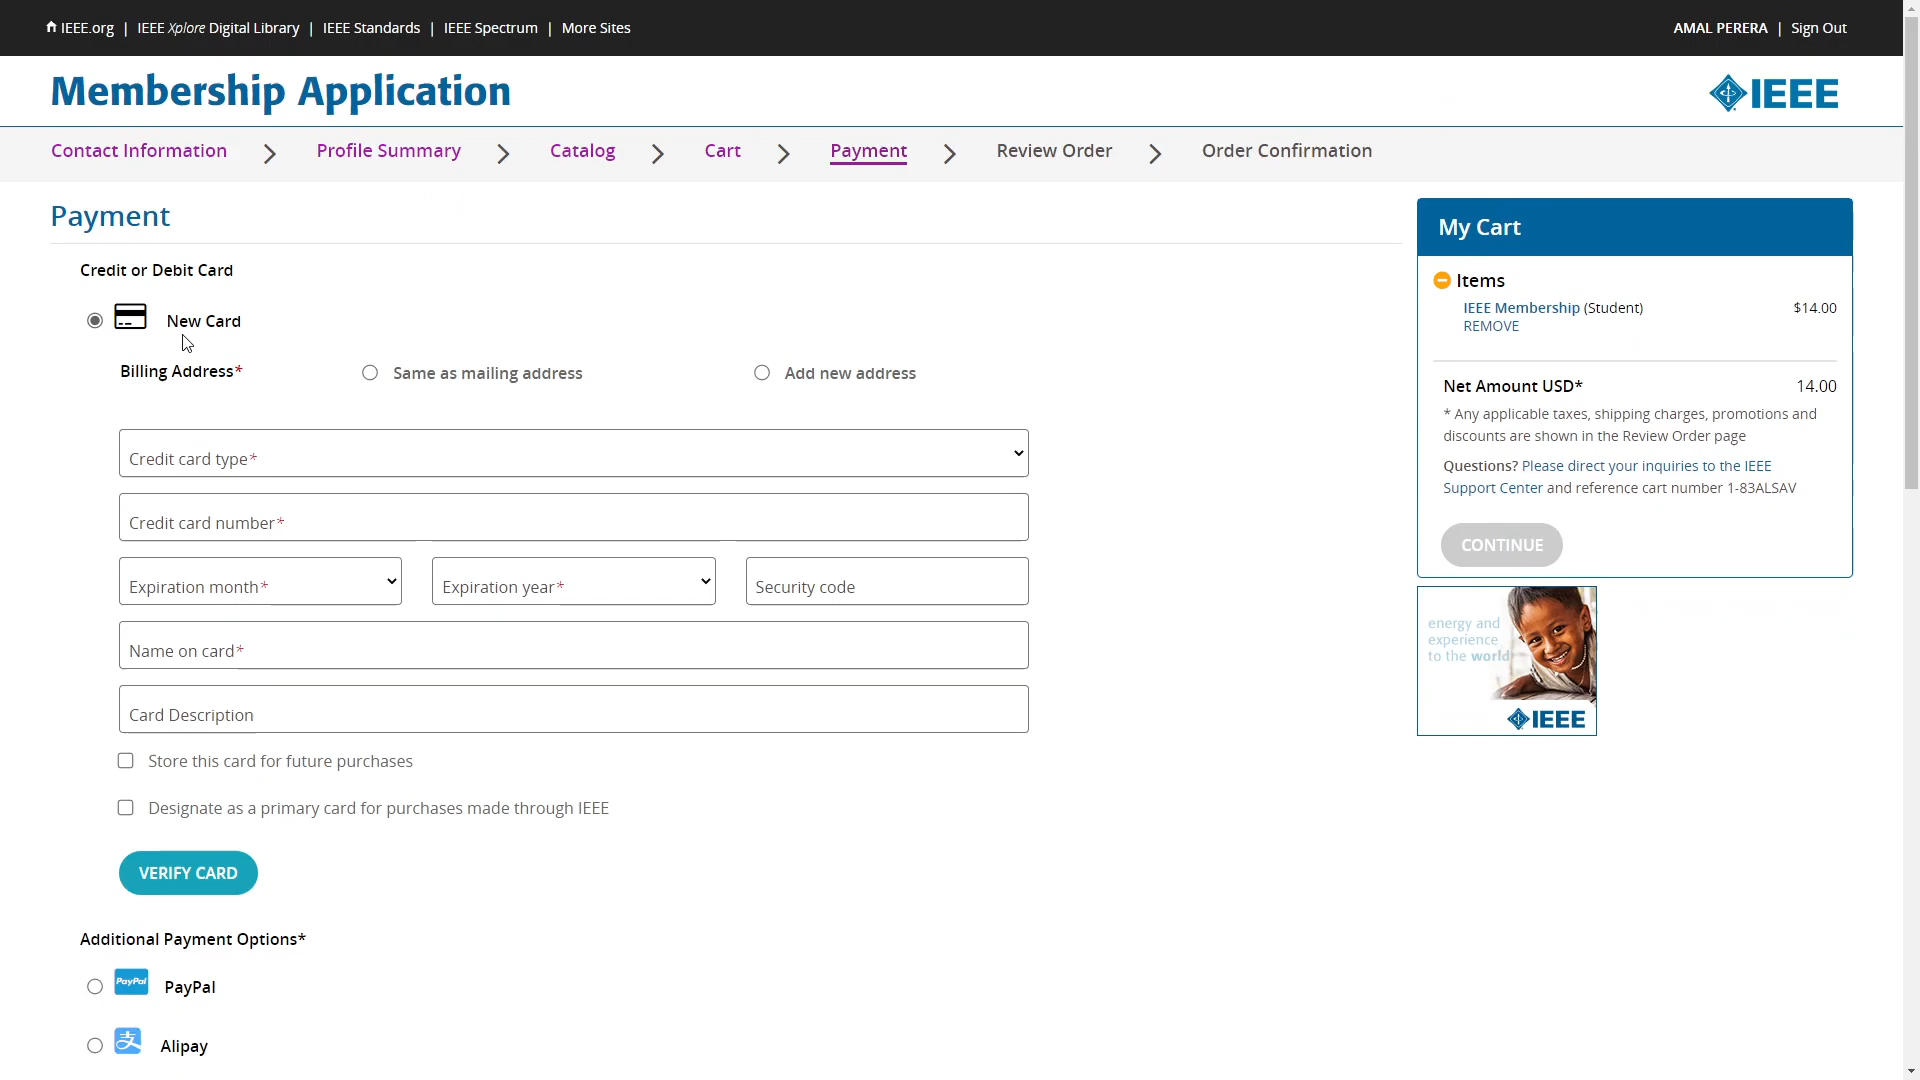 IEEE.org | IEEE Xplore Digital Library | IEEE Standards | IEEE Spectrum | More Sites
AMAL PERERA | Sign Out
Membership Application
IEEE
Contact Information
Profile Summary
Catalog
Cart
Payment
Review Order
Order Confirmation
Payment
Credit or Debit Card
New Card
Billing Address*
Same as mailing address
Add new address
Credit card type*
Credit card number*
Expiration month*
Expiration year*
Security code
Name on card*
Card Description
Store this card for future purchases
Designate as a primary card for purchases made through IEEE
VERIFY CARD
Additional Payment Options*
PayPal
PayPal
支
Alipay
My Cart
Items
IEEE Membership (Student) $14.00
REMOVE
Net Amount USD* 14.00
* Any applicable taxes, shipping charges, promotions and
discounts are shown in the Review Order page
Questions? Please direct your inquiries to the IEEE
Support Center and reference cart number 1-83ALSAV
CONTINUE
energy and
experience
to the world
IEEE